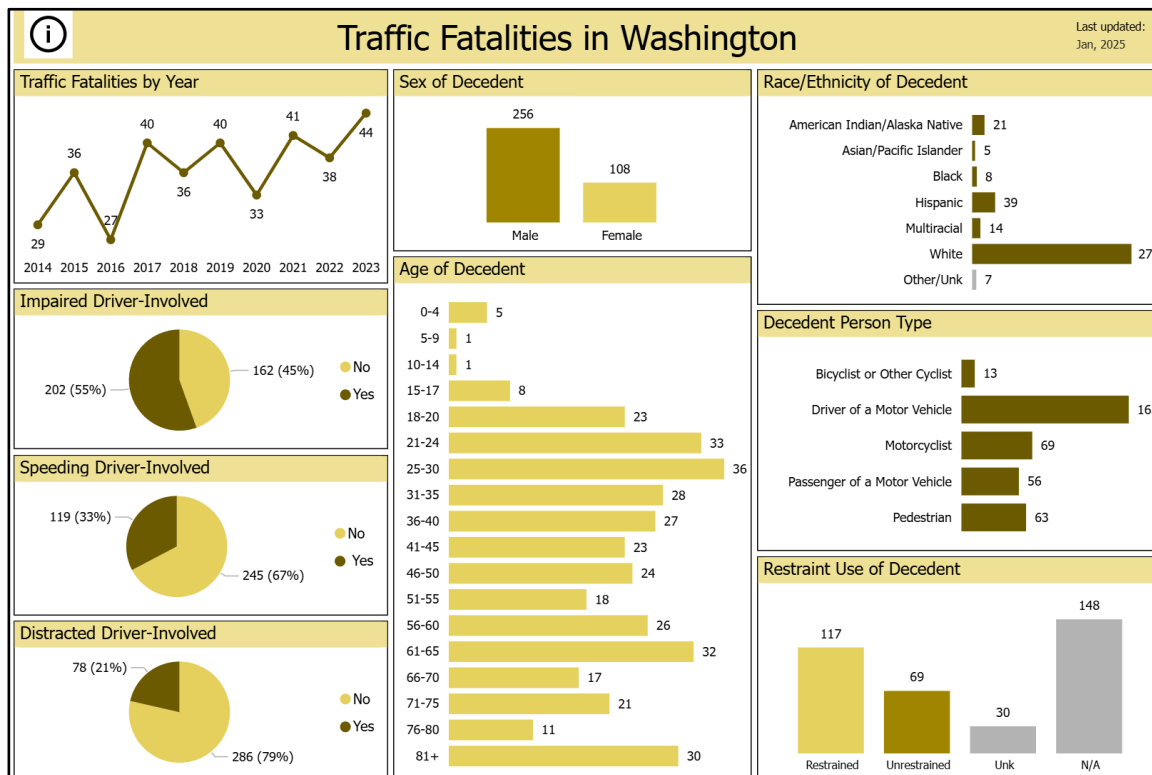 i
Traffic Fatalities in Washington
Last updated:
Jan, 2025
Traffic Fatalities by Year
29
36
27
40
36
40
33
41
38
44
2014 2015 2016 2017 2018 2019 2020 2021 2022 2023
Impaired Driver-Involved
202 (55%)
162 (45%)
No
Yes
Speeding Driver-Involved
119 (33%)
245 (67%)
No
Yes
Distracted Driver-Involved
78 (21%)
286 (79%)
No
Yes
Sex of Decedent
256
108
Male Female
Age of Decedent
0-4 5
5-9 1
10-14 1
15-17 8
18-20 23
21-24 33
25-30 36
31-35 28
36-40 27
41-45 23
46-50 24
51-55 18
56-60 26
61-65 32
66-70 17
71-75 21
76-80 11
81+ 30
Race/Ethnicity of Decedent
American Indian/Alaska Native 21
Asian/Pacific Islander 5
Black 8
Hispanic 39
Multiracial 14
White 27
Other/Unk 7
Decedent Person Type
Bicyclist or Other Cyclist 13
Driver of a Motor Vehicle 16
Motorcyclist 69
Passenger of a Motor Vehicle 56
Pedestrian 63
Restraint Use of Decedent
117
69
30
148
Restrained Unrestrained Unk N/A